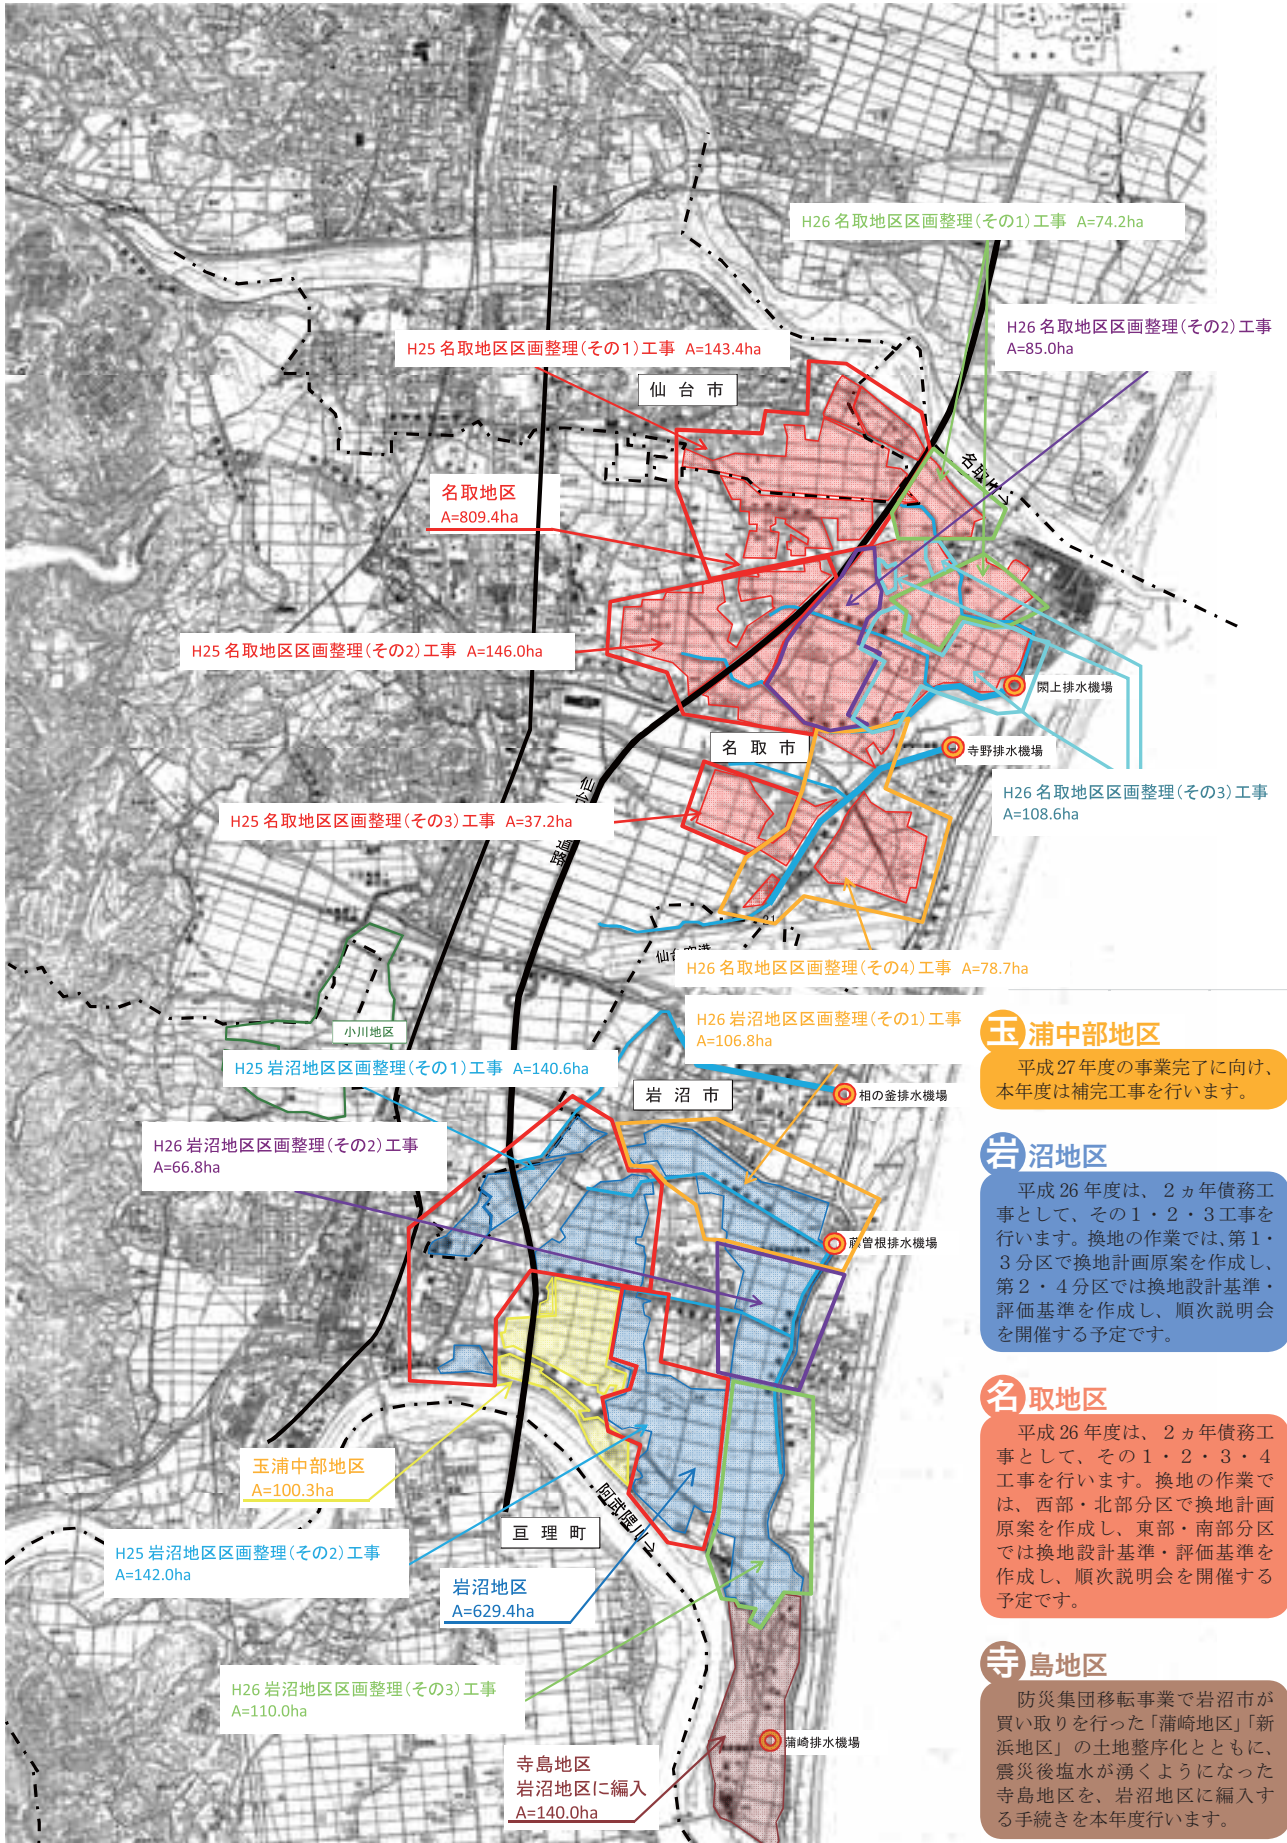 H26 名取地区区画整理(その1)工事 A=74.2ha
H26 名取地区区画整理(その2)工事
A=85.0ha
H25 名取地区区画整理(その1)工事 A=143.4ha
仙台市
名取川→
名取地区
A=809.4ha
H25 名取地区区画整理(その2)工事 A=146.0ha
閖上排水機場
名取市
寺野排水機場
H26 名取地区区画整理(その3)工事
A=108.6ha
H25 名取地区区画整理(その3)工事 A=37.2ha
道路
H26 名取地区区画整理(その4)工事 A=78.7ha
小川地区
H26 岩沼地区区画整理(その1)工事
A=106.8ha
H25 岩沼地区区画整理(その1)工事 A=140.6ha
岩沼市
相の釜排水機場
H26 岩沼地区区画整理(その2)工事
A=66.8ha
藤曽根排水機場
玉浦中部地区
A=100.3ha
阿武隈川→
亘理町
H25 岩沼地区区画整理(その2)工事
A=142.0ha
岩沼地区
A=629.4ha
H26 岩沼地区区画整理(その3)工事
A=110.0ha
蒲崎排水機場
寺島地区
岩沼地区に編入
A=140.0ha
玉浦中部地区
平成27年度の事業完了に向け、
本年度は補完工事を行います。
岩沼地区
平成 26 年度は、２ヵ年債務工
事として、その１・２・３工事を
行います。換地の作業では、第１・
３分区で換地計画原案を作成し、
第２・４分区では換地設計基準・
評価基準を作成し、順次説明会
を開催する予定です。
名取地区
平成 26 年度は、２ヵ年債務工
事として、その１・２・３・４
工事を行います。換地の作業で
は、西部・北部分区で換地計画
原案を作成し、東部・南部分区
では換地設計基準・評価基準を
作成し、順次説明会を開催する
予定です。
寺島地区
防災集団移転事業で岩沼市が
買い取りを行った「蒲崎地区」「新
浜地区」の土地整序化とともに、
震災後塩水が湧くようになった
寺島地区を、岩沼地区に編入す
る手続きを本年度行います。